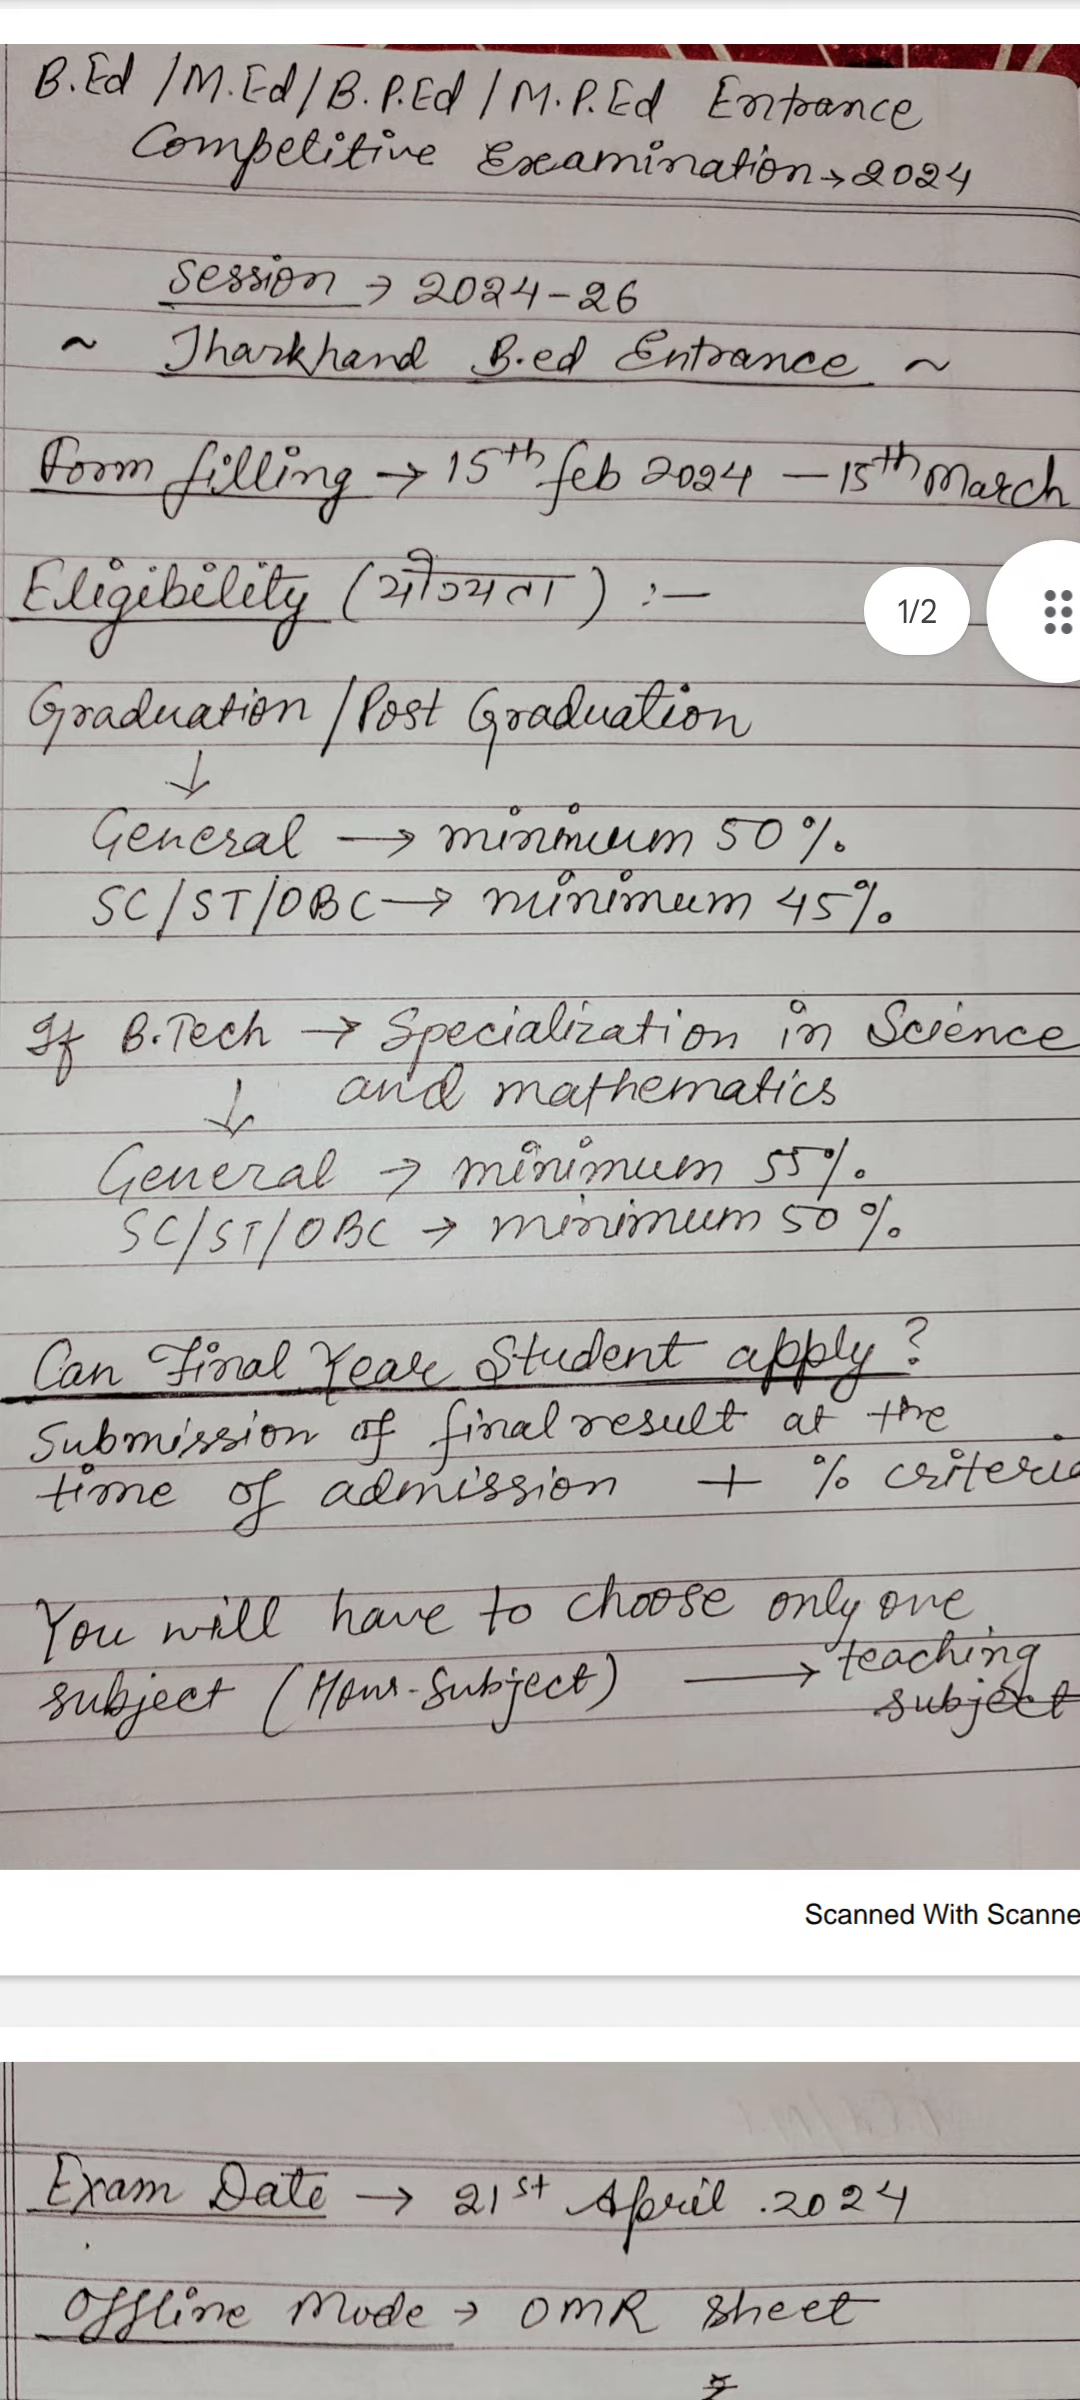 B.Ed /M.Ed/B.P.Ed / M.P.Ed Entrance
Competitive Examination → 2024
Session → 2024-26
~ Jharkhand B.ed Entrance ~
Form filling → 15th feb 2024 — 15th March
Eligibility (योग्यता) :-
1/2
Graduation / Post Graduation
↓
General → minimum 50%.
SC/ST/OBC → minimum 45%.
If B.Tech → Specialization in Science
and mathematics
↓
General → minimum 55%.
SC/ST/OBC → minimum 50%.
Can Final Year Student apply?
Submission of final result at the
time of admission + % criteria
You will have to choose only one
subject (Hons-Subject) → teaching
subject
Scanned With Scanne
Exam Date → 21st April .2024
Offline Mode → OMR Sheet